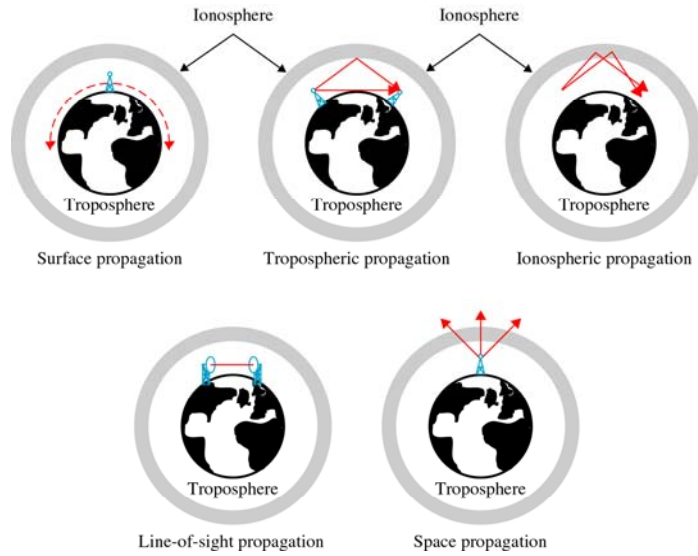 Ionosphere
Ionosphere
Troposphere
Troposphere
Troposphere
Surface propagation
Tropospheric propagation
Ionospheric propagation
Troposphere
Troposphere
Line-of-sight propagation
Space propagation